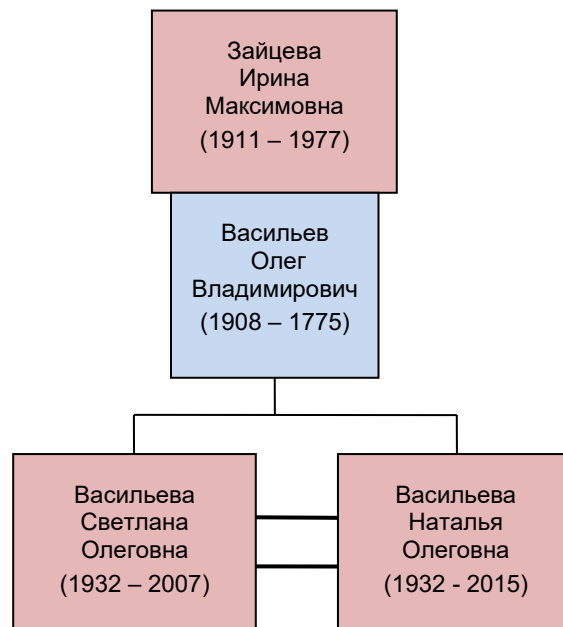 Зайцева
Ирина
Максимовна
(1911 – 1977)
Васильев
Олег
Владимирович
(1908 – 1775)
Васильева
Светлана
Олеговна
(1932 – 2007)
Васильева
Наталья
Олеговна
(1932 - 2015)